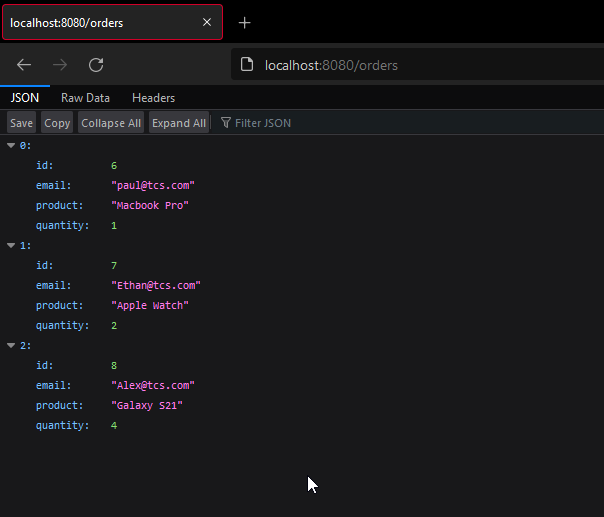 localhost:8080/orders
localhost:8080/orders
JSON Raw Data Headers
Save Copy Collapse All Expand All Filter JSON
0:
id: 6
email: "paul@tcs.com"
product: "Macbook Pro"
quantity: 1
1:
id: 7
email: "Ethan@tcs.com"
product: "Apple Watch"
quantity: 2
2:
id: 8
email: "Alex@tcs.com"
product: "Galaxy S21"
quantity: 4